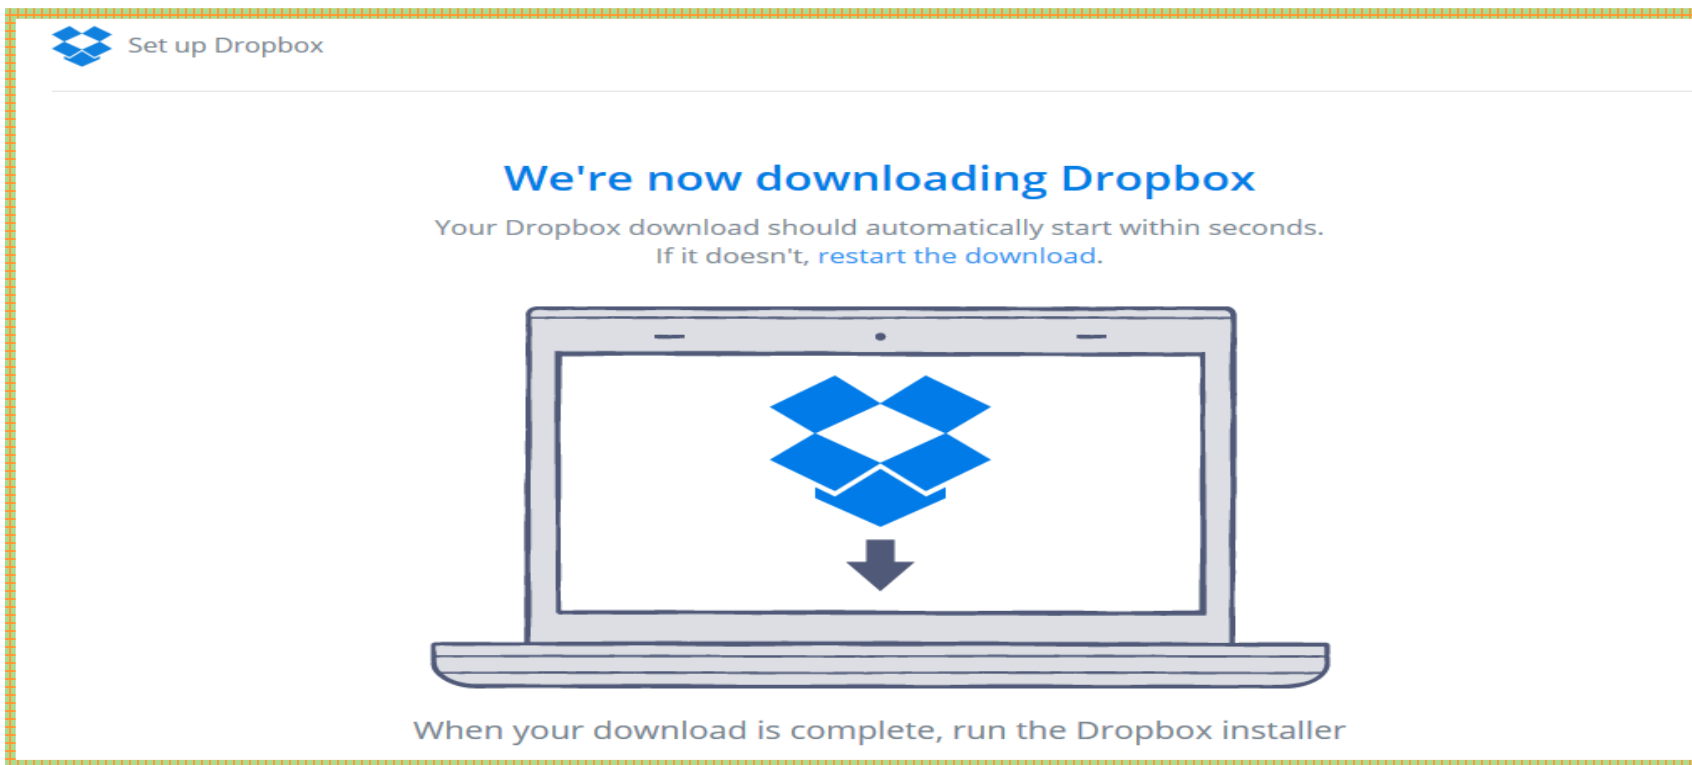 Set up Dropbox
We're now downloading Dropbox
Your Dropbox download should automatically start within seconds.
If it doesn't, restart the download.
When your download is complete, run the Dropbox installer